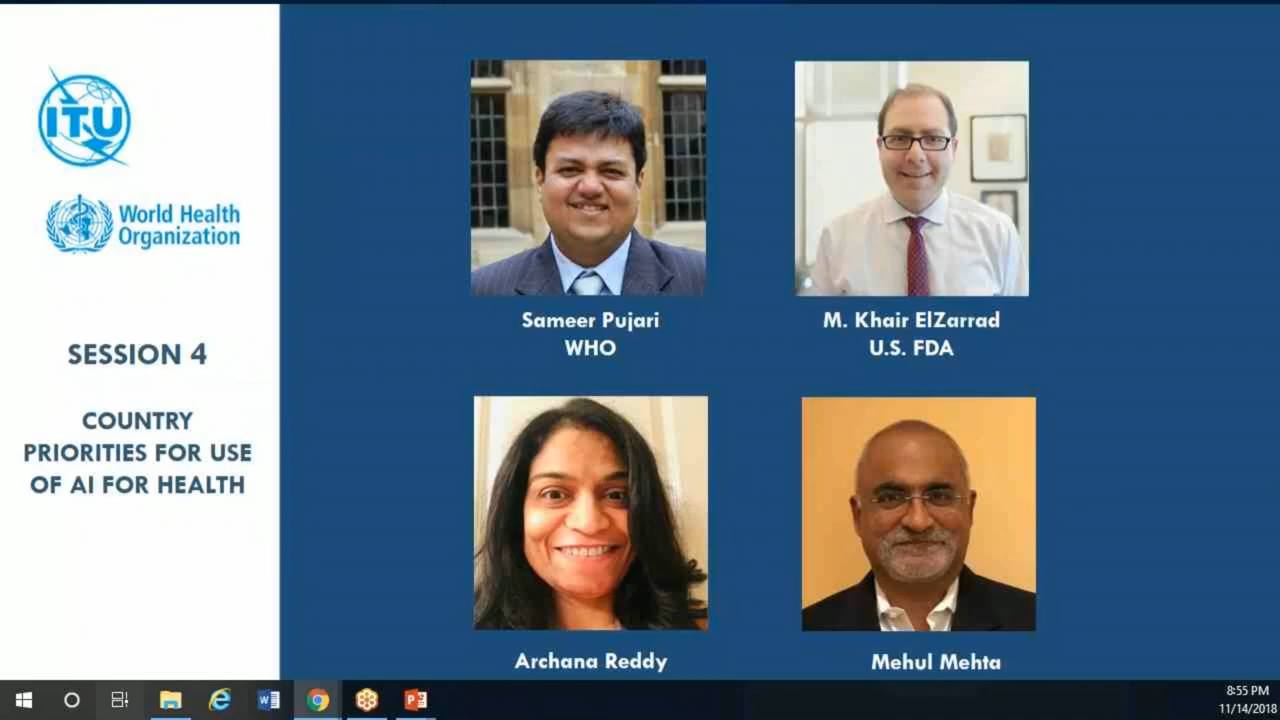 ITU
World Health
Organization
SESSION 4
COUNTRY
PRIORITIES FOR USE
OF AI FOR HEALTH
Sameer Pujari
WHO
M. Khair ElZarrad
U.S. FDA
Archana Reddy
Mehul Mehta
8:55 PM
11/14/2018